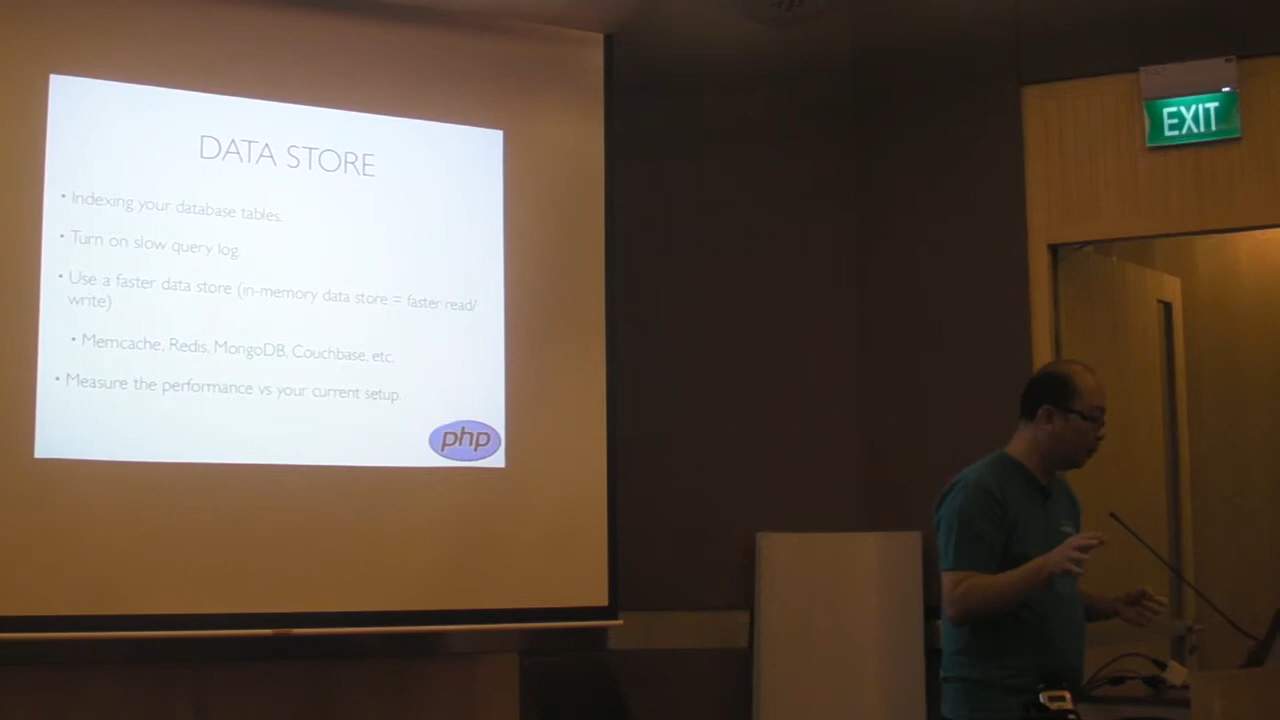 DATA STORE
• Indexing your database tables.
• Turn on slow query log.
• Use a faster data store (in-memory data store = faster read/
write)
• Memcache, Redis, MongoDB, Couchbase, etc.
• Measure the performance vs your current setup.
php
EXIT